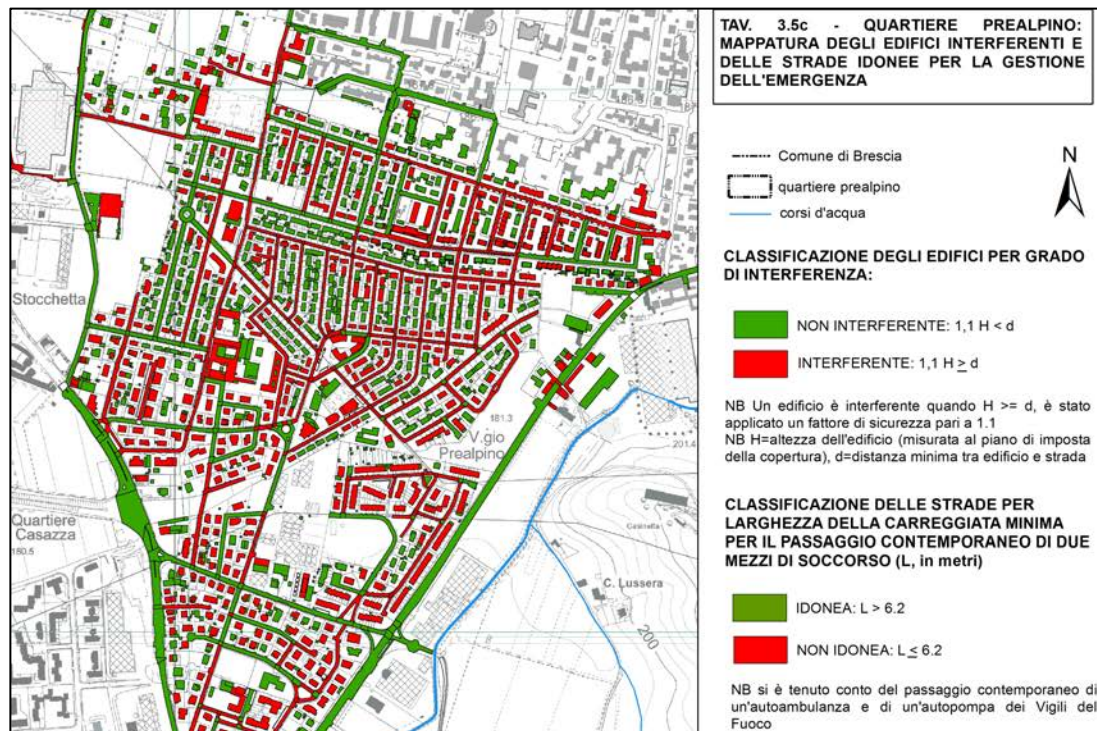 TAV. 3.5c - QUARTIERE PREALPINO:
MAPPATURA DEGLI EDIFICI INTERFERENTI E
DELLE STRADE IDONEE PER LA GESTIONE
DELL'EMERGENZA
Comune di Brescia
N
quartiere prealpino
corsi d'acqua
CLASSIFICAZIONE DEGLI EDIFICI PER GRADO
DI INTERFERENZA:
NON INTERFERENTE: 1,1 H < d
INTERFERENTE: 1,1 H ≥ d
NB Un edificio è interferente quando H >= d, è stato
applicato un fattore di sicurezza pari a 1.1
NB H=altezza dell'edificio (misurata al piano di imposta
della copertura), d=distanza minima tra edificio e strada
CLASSIFICAZIONE DELLE STRADE PER
LARGHEZZA DELLA CARREGGIATA MINIMA
PER IL PASSAGGIO CONTEMPORANEO DI DUE
MEZZI DI SOCCORSO (L, in metri)
IDONEA: L > 6.2
NON IDONEA: L ≤ 6.2
NB si è tenuto conto del passaggio contemporaneo di
un'autoambulanza e di un'autopompa dei Vigili del
Fuoco
Stocchetta
181.3
V.gio
Prealpino
201.4
Quartiere
Casazza
180.5
C. Lussera
200